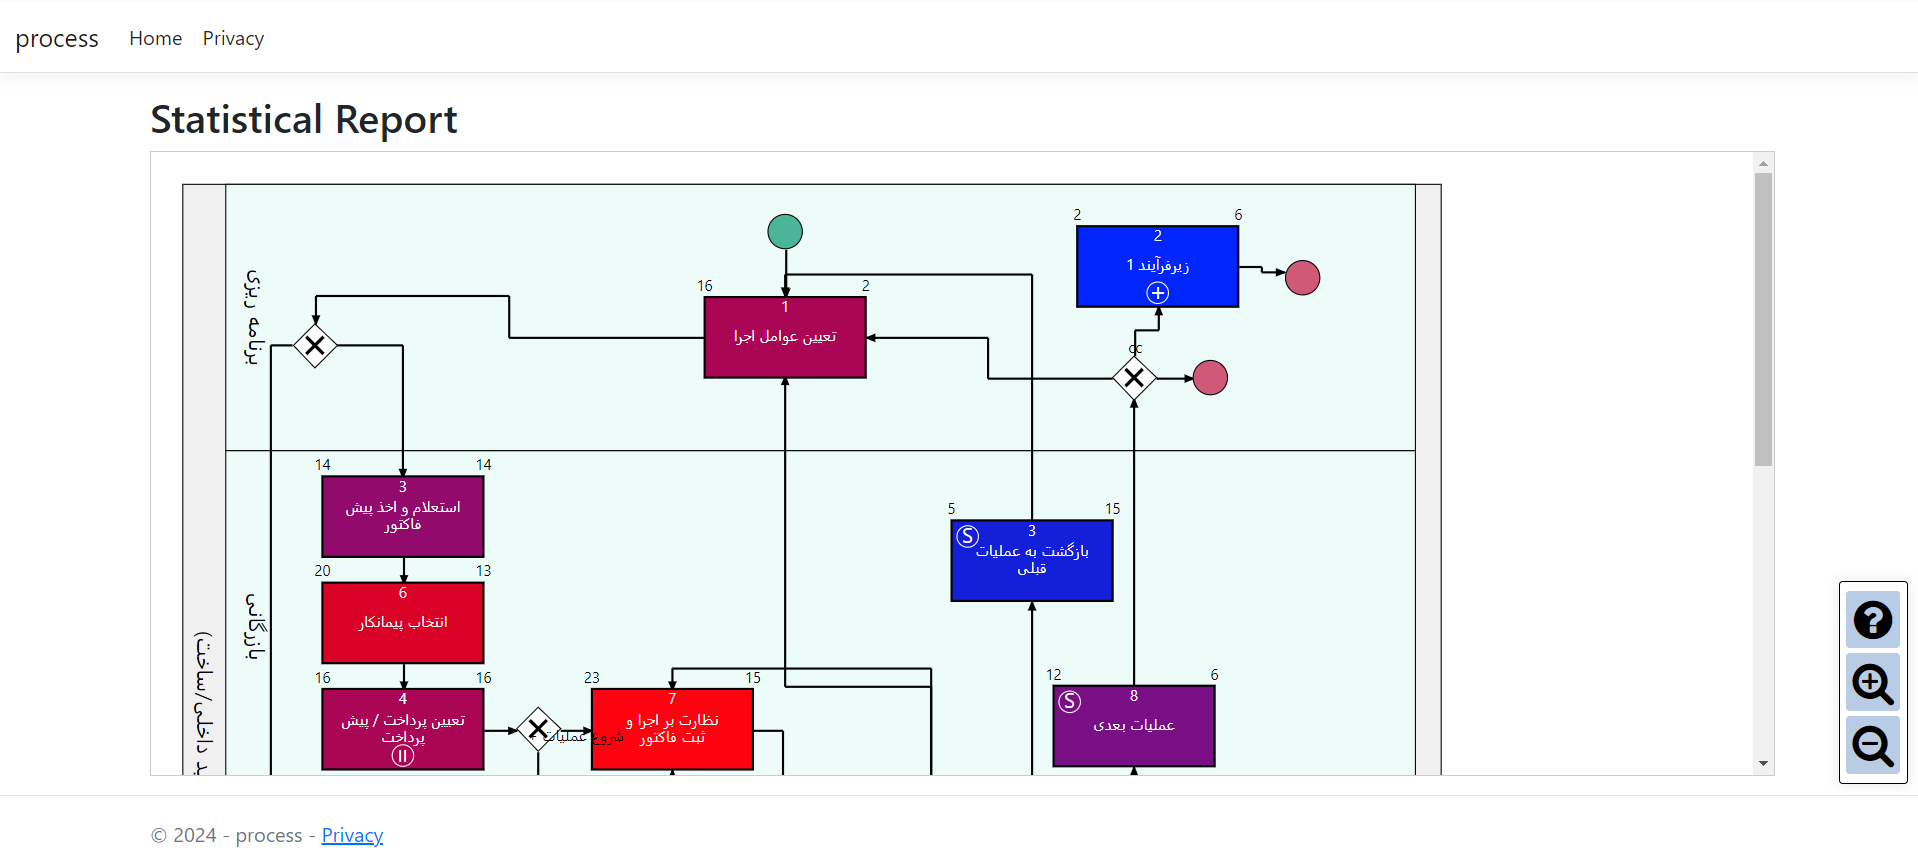 process Home Privacy
Statistical Report
برنامه ریزی
16 2
1
تعیین عوامل اجرا
2 6
2
زیرفرآیند 1
cc
بازرگانی
14 14
3
استعلام و اخذ پیش
فاکتور
20 13
6
انتخاب پیمانکار
16 16
4
تعیین پرداخت / پیش
پرداخت
شروع عملیات +
23 15
7
نظارت بر اجرا و
ثبت فاکتور
5 15
S
3
بازگشت به عملیات
قبلی
12 6
S
8
عملیات بعدی
ید داخلی/ساخت)
© 2024 - process - Privacy